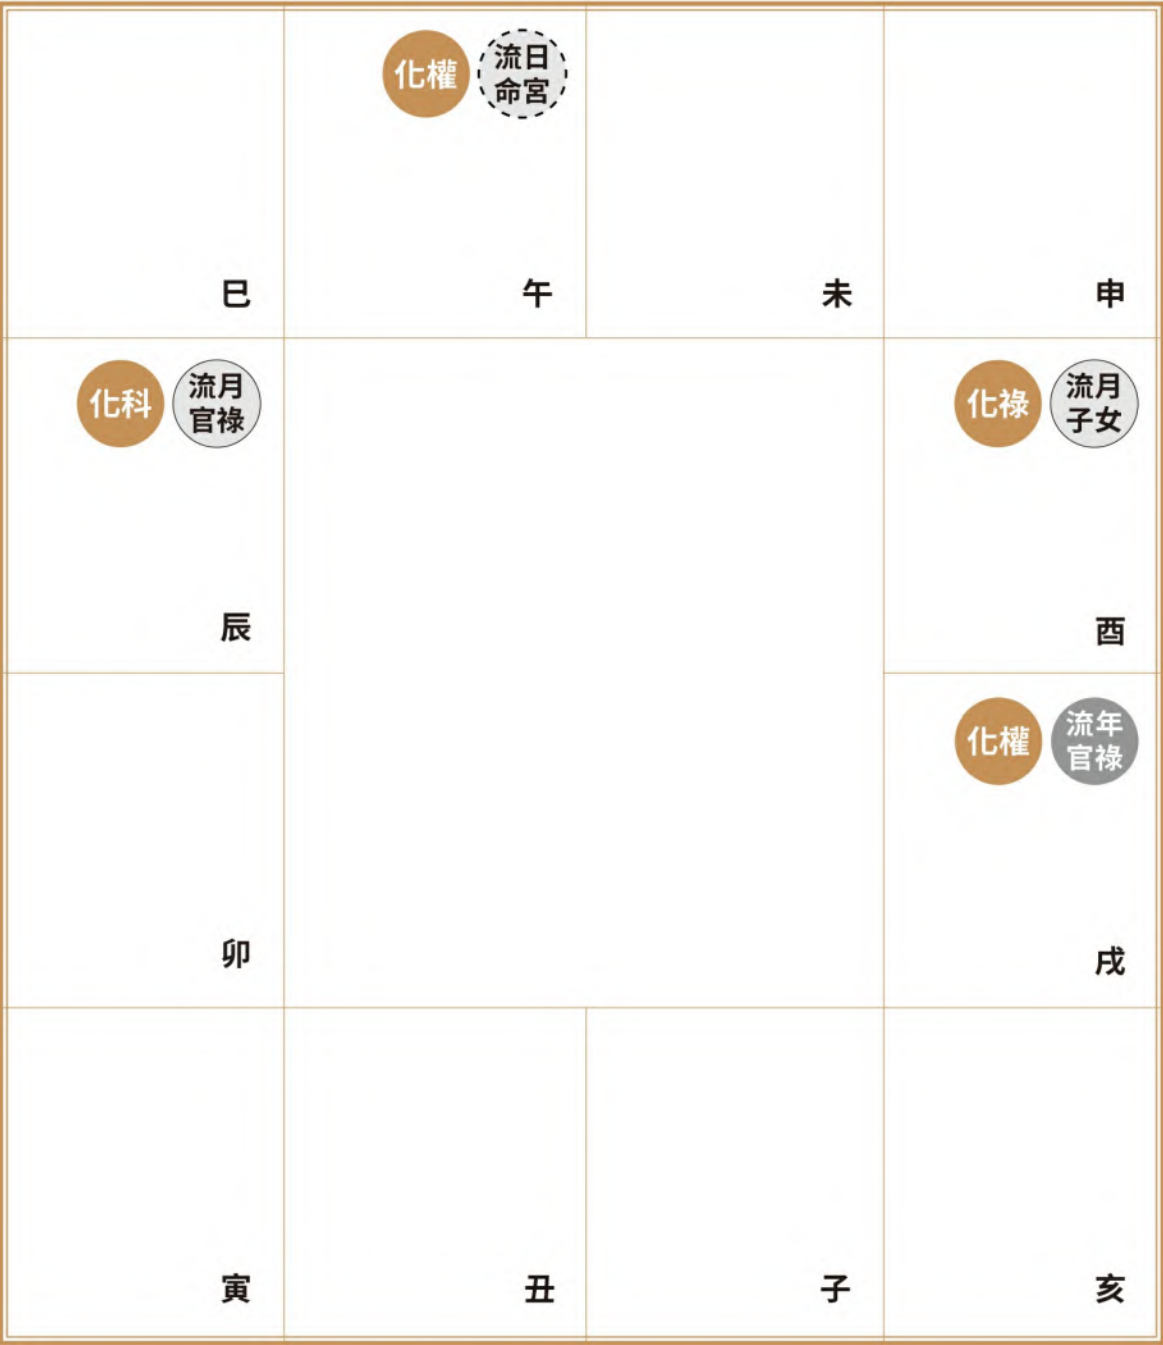 化權
流日
命宮
巳
午
未
申
化科
流月
官祿
化祿
流月
子女
辰
酉
化權
流年
官祿
卯
戌
寅
丑
子
亥